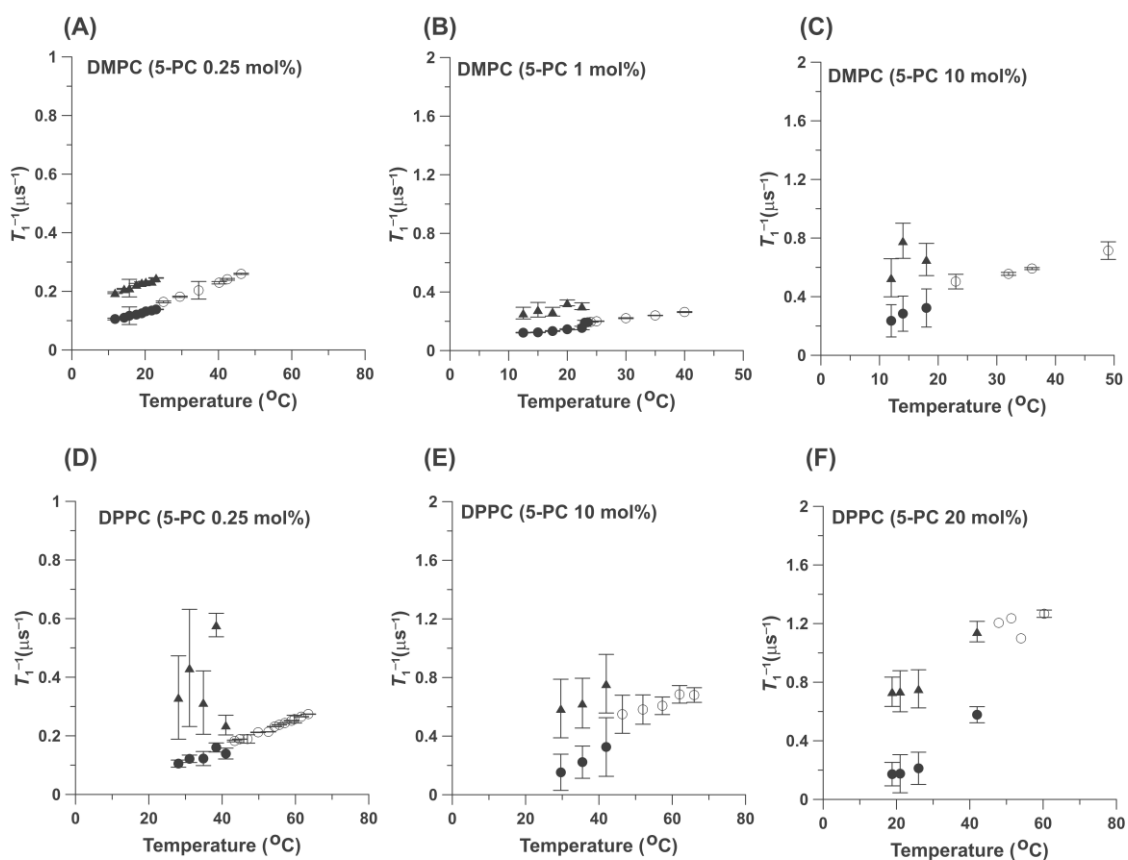 (A)
DMPC (5-PC 0.25 mol%)
T₁⁻¹(μs⁻¹)
1
0.8
0.6
0.4
0.2
0
0 20 40 60 80
Temperature (°C)
(B)
DMPC (5-PC 1 mol%)
T₁⁻¹(μs⁻¹)
2
1.6
1.2
0.8
0.4
0
0 10 20 30 40 50
Temperature (°C)
(C)
DMPC (5-PC 10 mol%)
T₁⁻¹(μs⁻¹)
2
1.6
1.2
0.8
0.4
0
0 10 20 30 40 50
Temperature (°C)
(D)
DPPC (5-PC 0.25 mol%)
T₁⁻¹(μs⁻¹)
1
0.8
0.6
0.4
0.2
0
0 20 40 60 80
Temperature (°C)
(E)
DPPC (5-PC 10 mol%)
T₁⁻¹(μs⁻¹)
2
1.6
1.2
0.8
0.4
0
0 20 40 60 80
Temperature (°C)
(F)
DPPC (5-PC 20 mol%)
T₁⁻¹(μs⁻¹)
2
1.6
1.2
0.8
0.4
0
0 20 40 60 80
Temperature (°C)